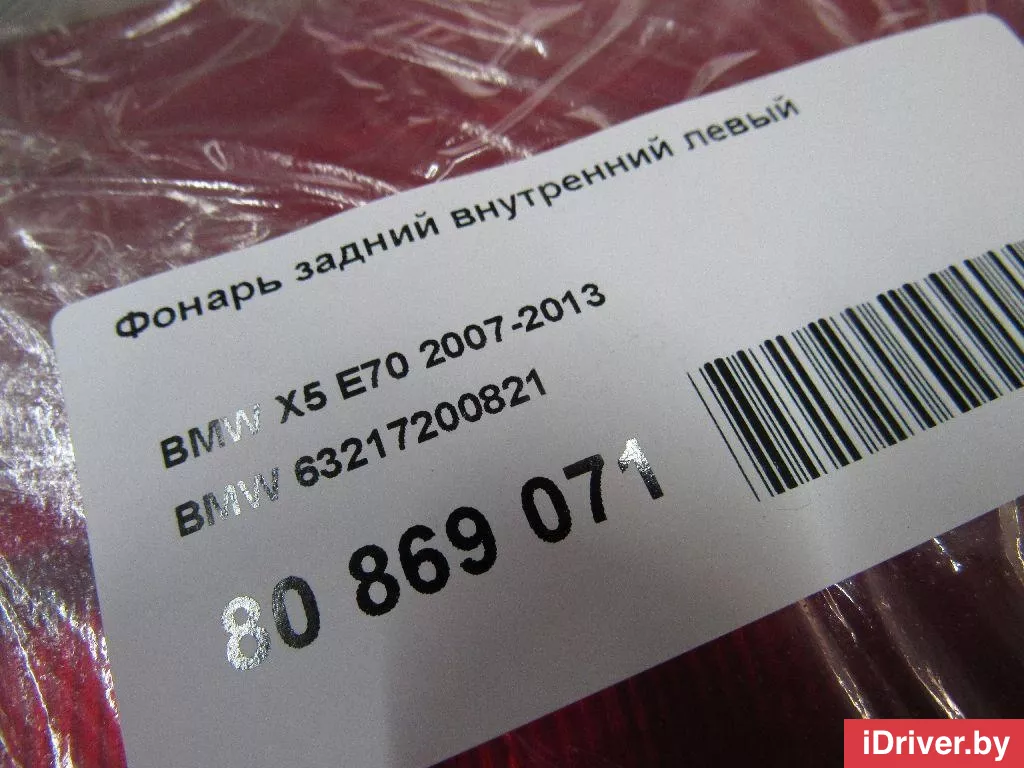 Фонарь задний внутренний левый
BMW X5 E70 2007-2013
BMW 63217200821
80 869 071
iDriver.by